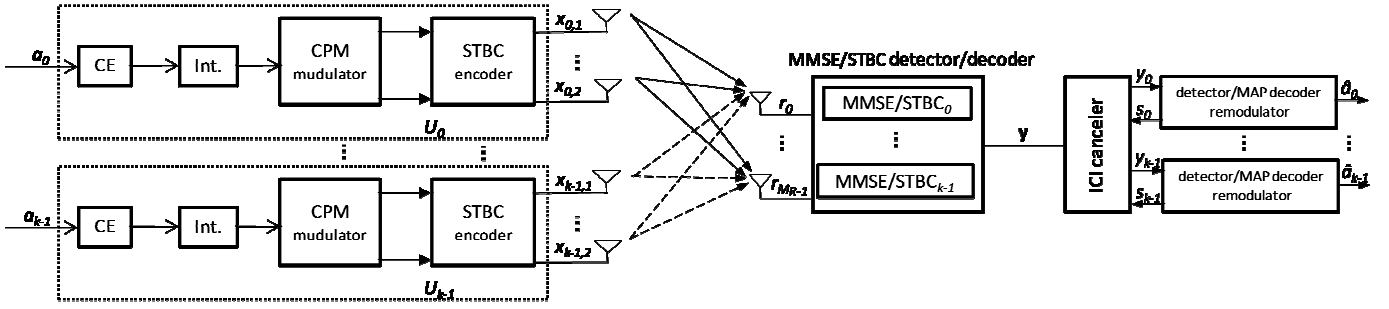 a0
CE
Int.
CPM
mudulator
STBC
encoder
x0,1
x0,2
U0
ak-1
CE
Int.
CPM
mudulator
STBC
encoder
xk-1,1
xk-1,2
Uk-1
MMSE/STBC detector/decoder
r0
rMR-1
MMSE/STBC0
MMSE/STBCk-1
y
ICI canceler
y0
s0
yk-1
sk-1
detector/MAP decoder
remodulator
â0
detector/MAP decoder
remodulator
âk-1